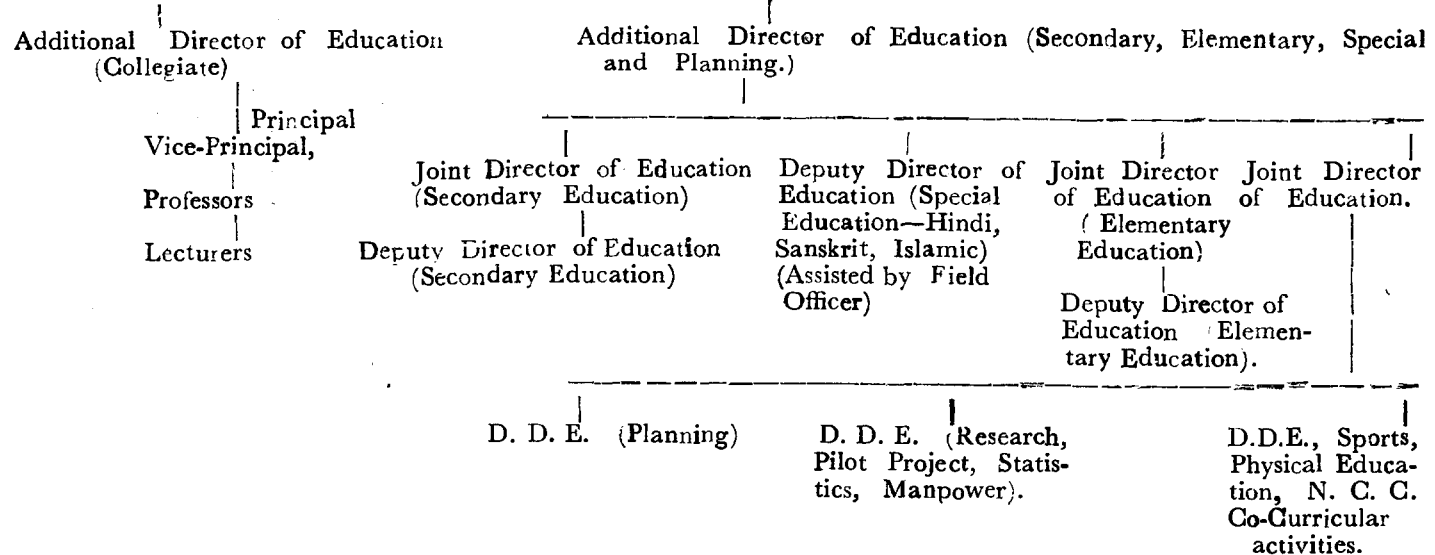 Additional Director of Education
(Collegiate)
Principal
Vice-Principal,
Professors
Lecturers
Additional Director of Education (Secondary, Elementary, Special
and Planning.)
Joint Director of Education
(Secondary Education)
Deputy Director of Education
(Secondary Education)
Deputy Director of
Education (Special
Education—Hindi,
Sanskrit, Islamic)
(Assisted by Field
Officer)
Joint Director
of Education
( Elementary
Education)
Deputy Director of
Education Elemen-
tary Education).
Joint Director
of Education.
D. D. E. (Planning)
D. D. E. (Research,
Pilot Project, Statis-
tics, Manpower).
D.D.E., Sports,
Physical Educa-
tion, N. C. C.
Co-Curricular
activities.